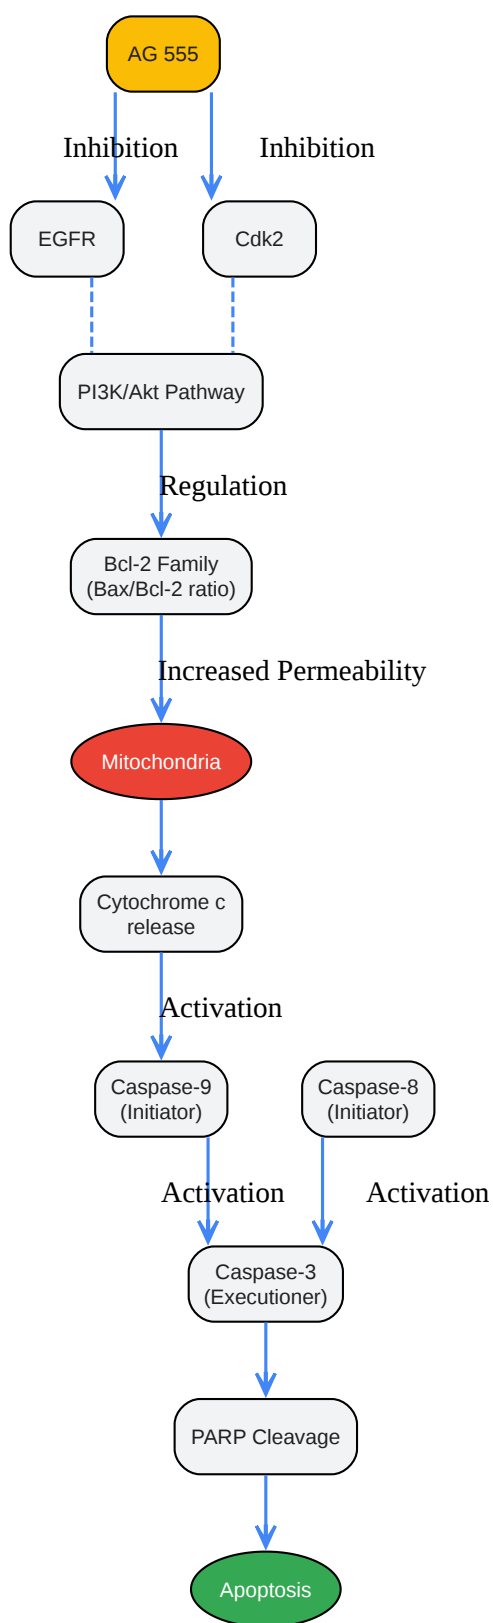 AG 555
Inhibition
Inhibition
EGFR
Cdk2
PI3K/Akt Pathway
Regulation
Bcl-2 Family
(Bax/Bcl-2 ratio)
Increased Permeability
Mitochondria
Cytochrome c
release
Activation
Caspase-9
(Initiator)
Caspase-8
(Initiator)
Activation
Activation
Caspase-3
(Executioner)
PARP Cleavage
Apoptosis